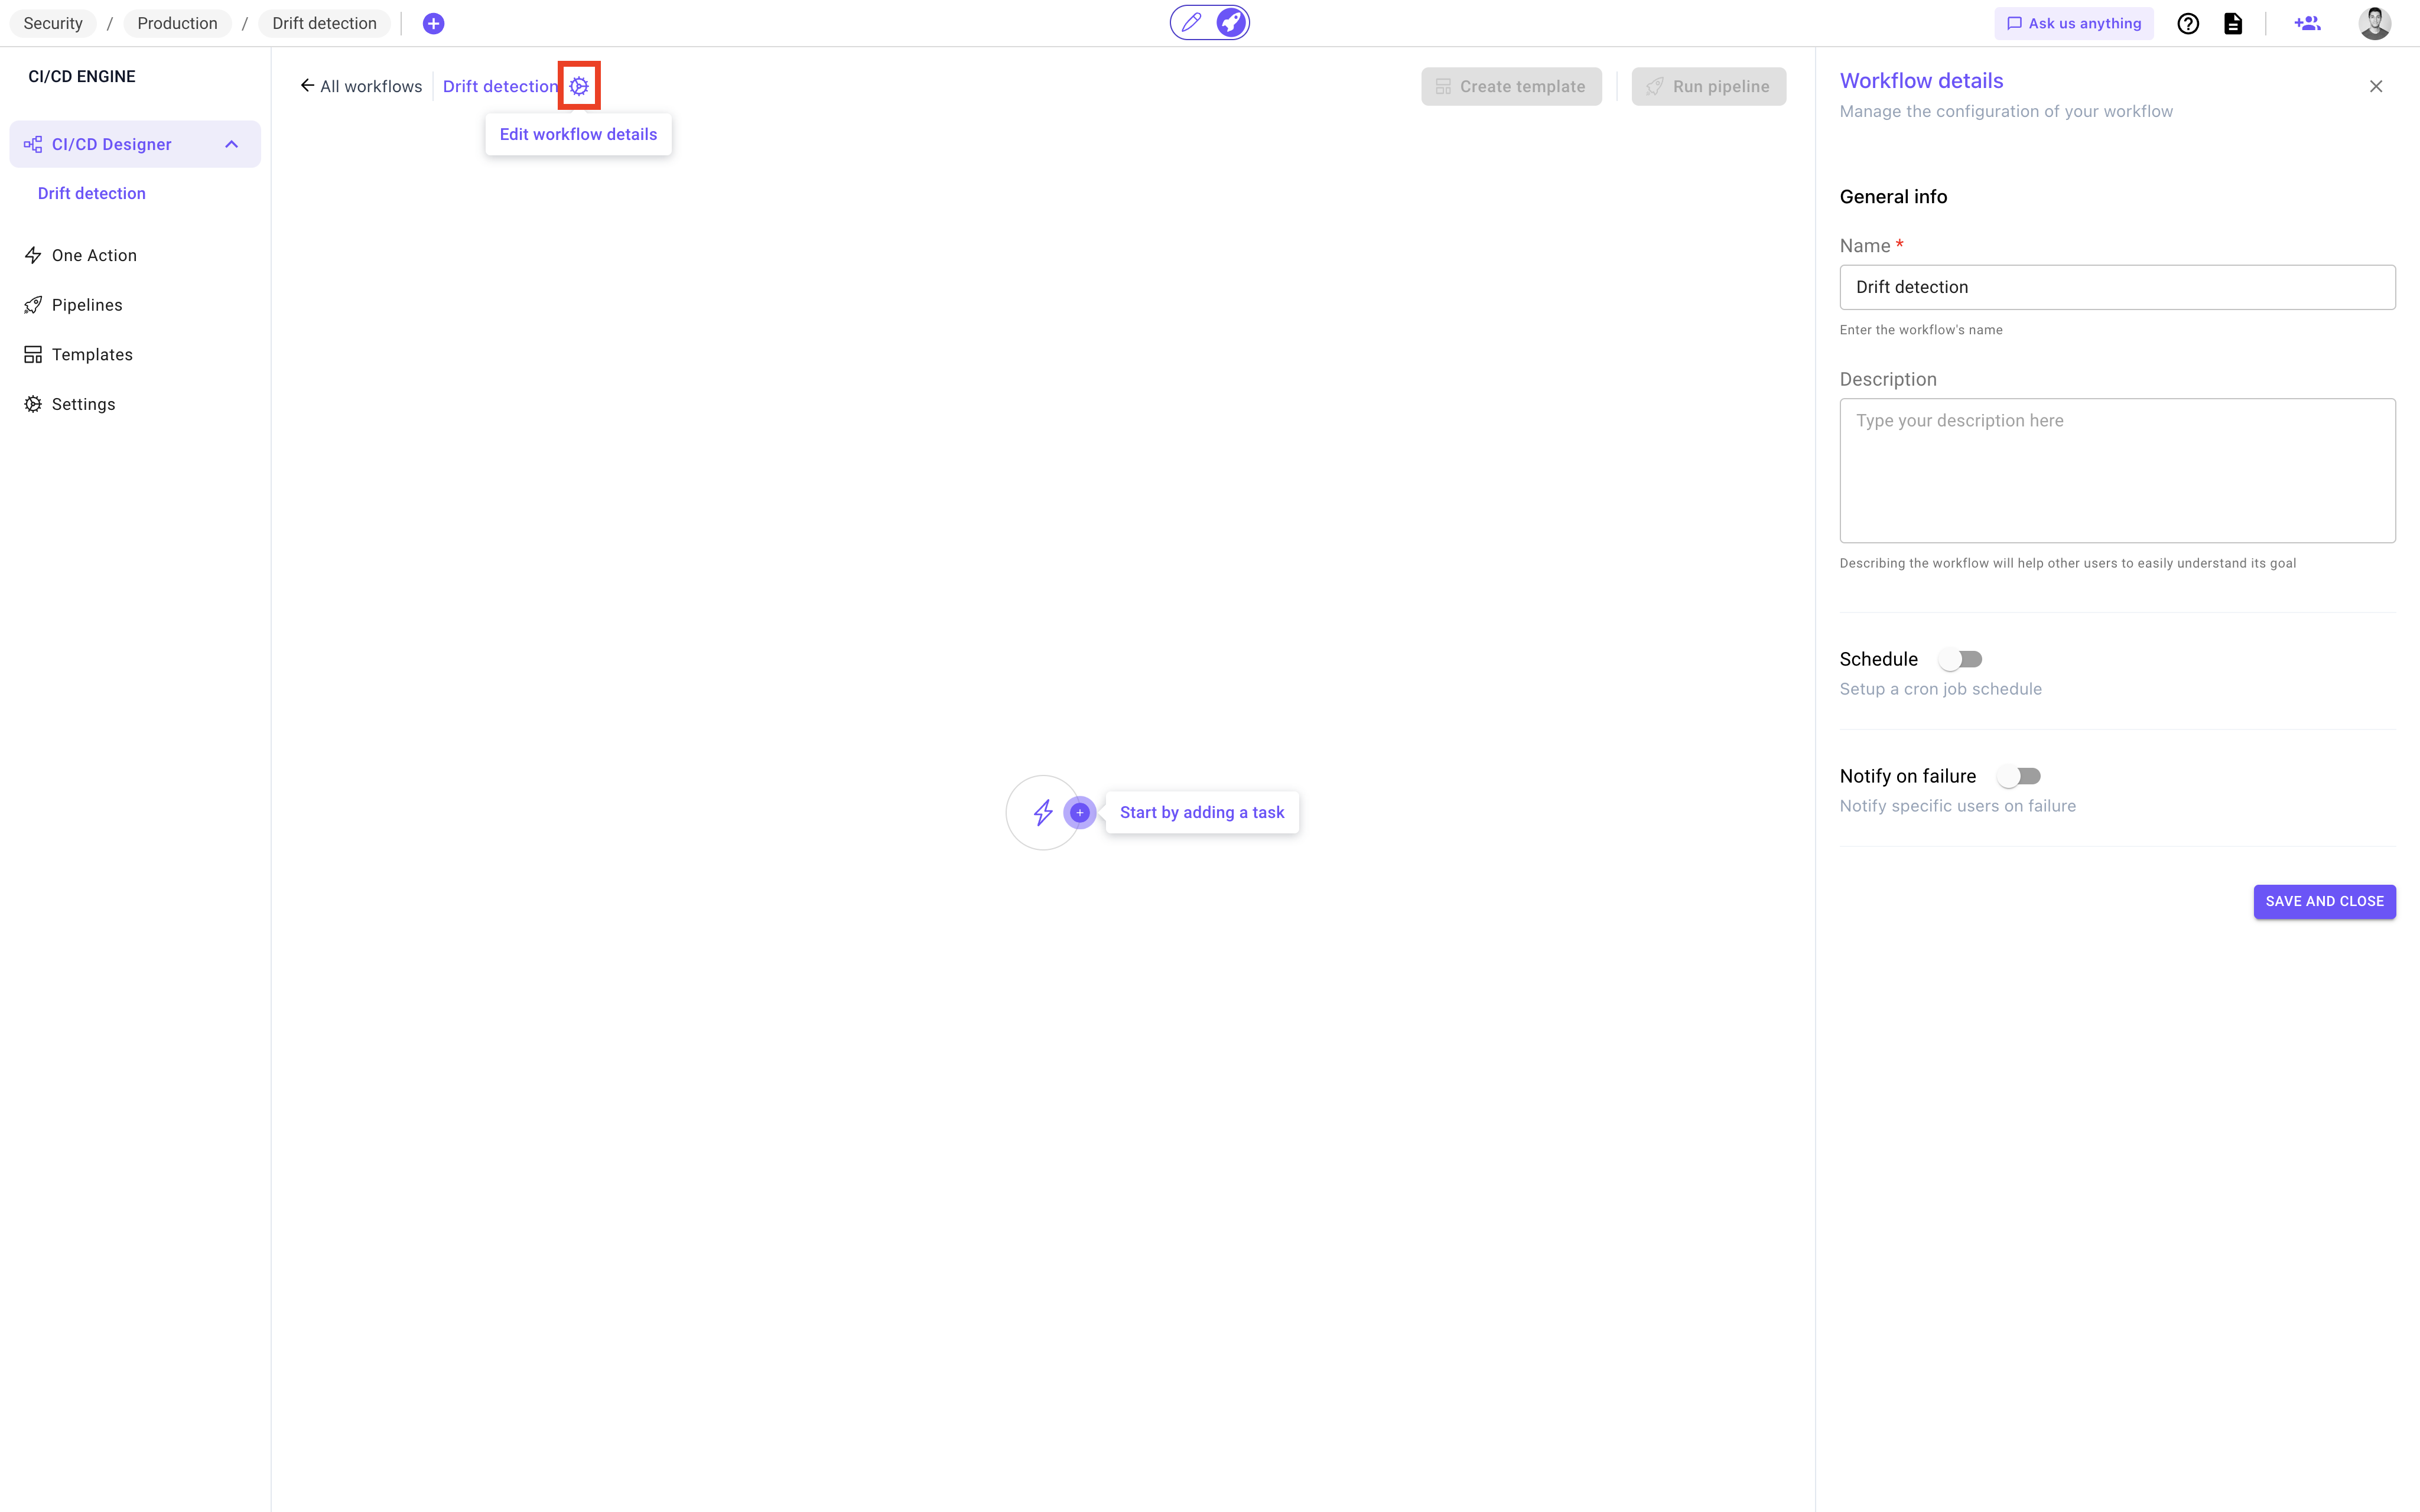 Security / Production / Drift detection
Ask us anything
CI/CD ENGINE
CI/CD Designer
Drift detection
One Action
Pipelines
Templates
Settings
All workflows
Drift detection
Edit workflow details
Create template
Run pipeline
Start by adding a task
Workflow details
Manage the configuration of your workflow
General info
Name *
Drift detection
Enter the workflow's name
Description
Type your description here
Describing the workflow will help other users to easily understand its goal
Schedule
Setup a cron job schedule
Notify on failure
Notify specific users on failure
SAVE AND CLOSE